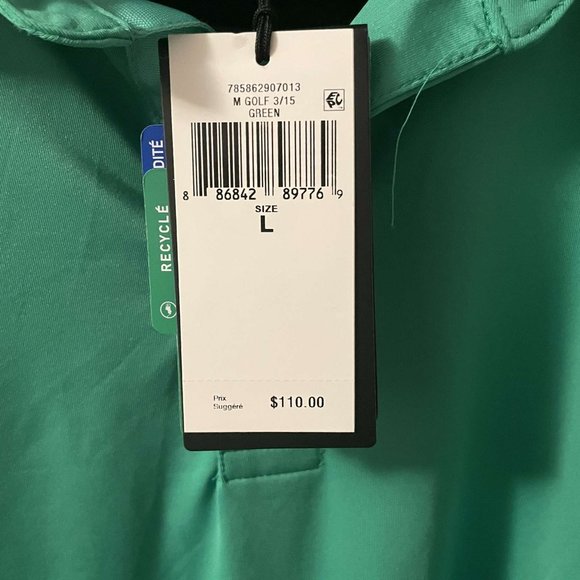 785862907013
M GOLF 3/15
GREEN
8 86842 89776 9
SIZE
L
Prix
Suggéré
$110.00
DITÉ
RECYCLÉ